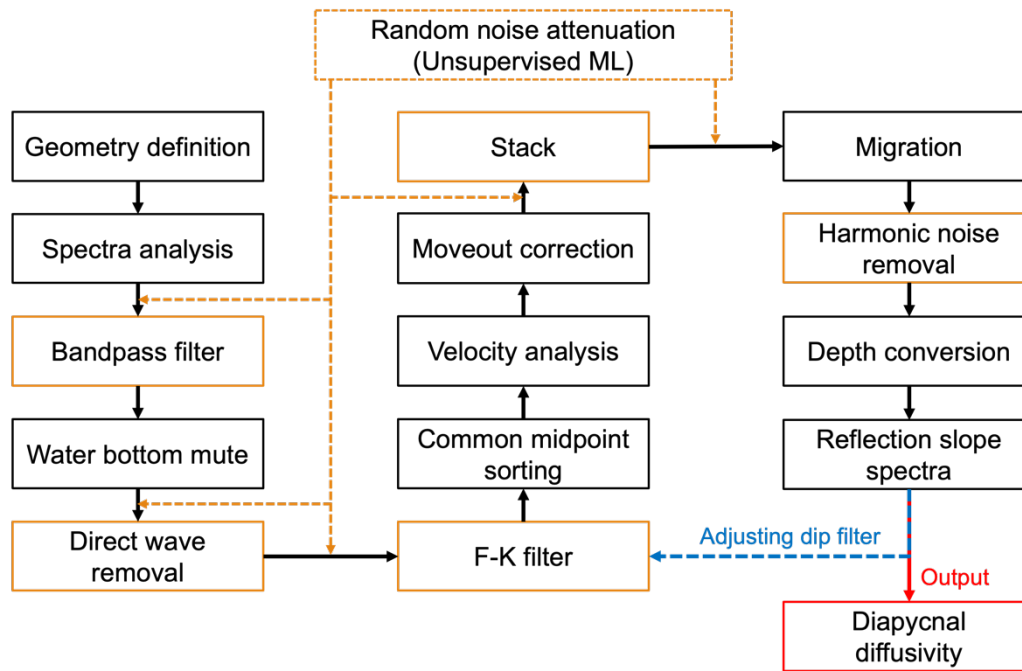 Random noise attenuation
(Unsupervised ML)
Geometry definition
Spectra analysis
Bandpass filter
Water bottom mute
Direct wave
removal
Stack
Moveout correction
Velocity analysis
Common midpoint
sorting
F-K filter
Migration
Harmonic noise
removal
Depth conversion
Reflection slope
spectra
Adjusting dip filter
Output
Diapycnal
diffusivity